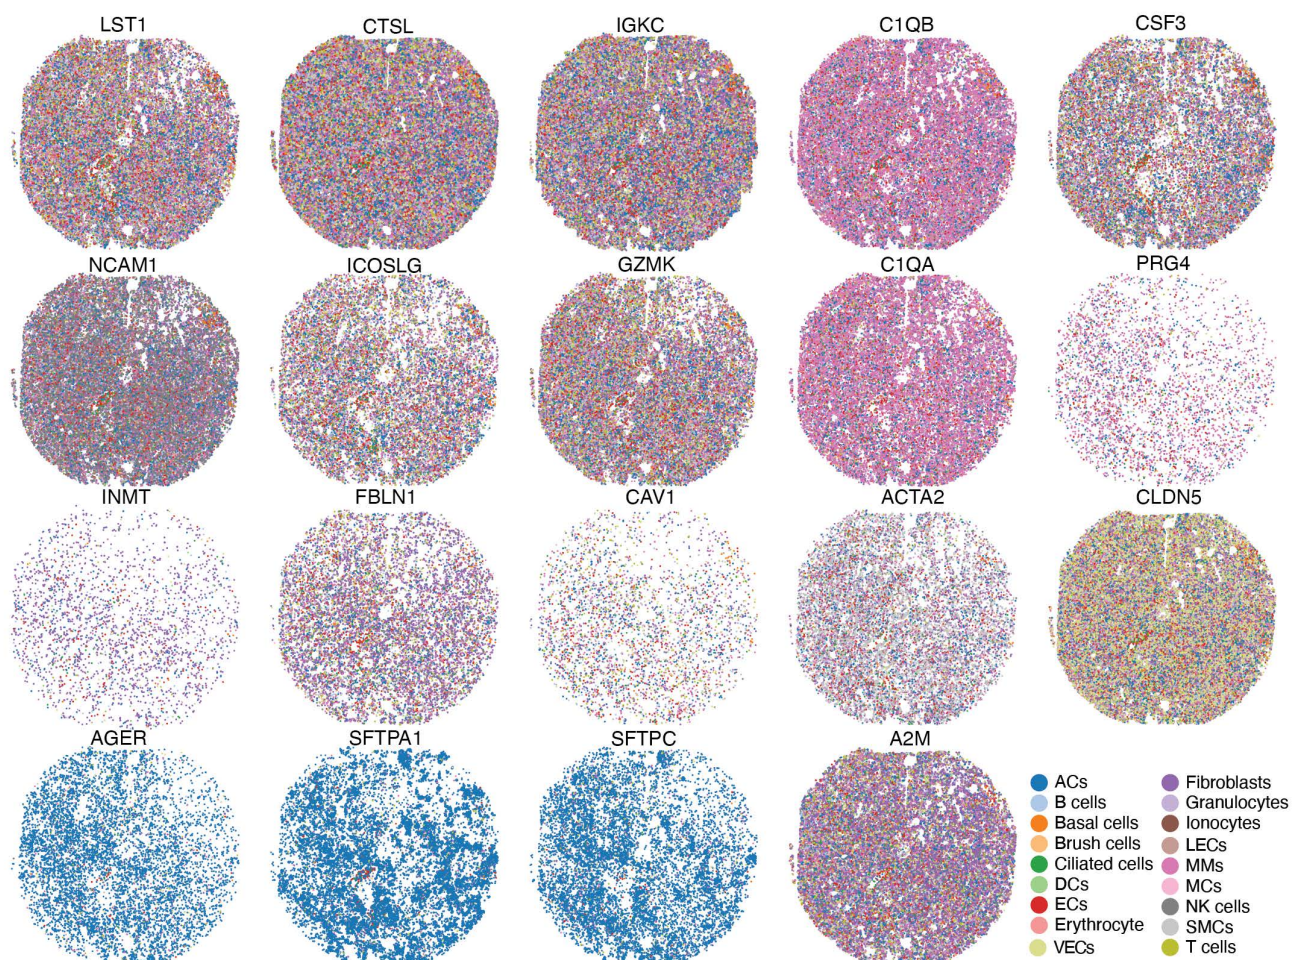 LST1
CTSL
IGKC
C1QB
CSF3
NCAM1
ICOSLG
GZMK
C1QA
PRG4
INMT
FBLN1
CAV1
ACTA2
CLDN5
AGER
SFTPA1
SFTPC
A2M
ACs
B cells
Basal cells
Brush cells
Ciliated cells
DCs
ECs
Erythrocyte
VECs
Fibroblasts
Granulocytes
Ionocytes
LECs
MMs
MCs
NK cells
SMCs
T cells